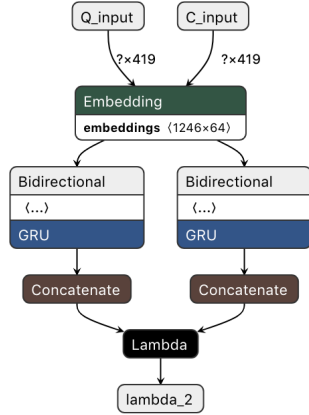 Q_input C_input
?×419 ?×419
Embedding
embeddings ⟨1246×64⟩
Bidirectional Bidirectional
⟨...⟩ ⟨...⟩
GRU GRU
Concatenate Concatenate
Lambda
lambda_2